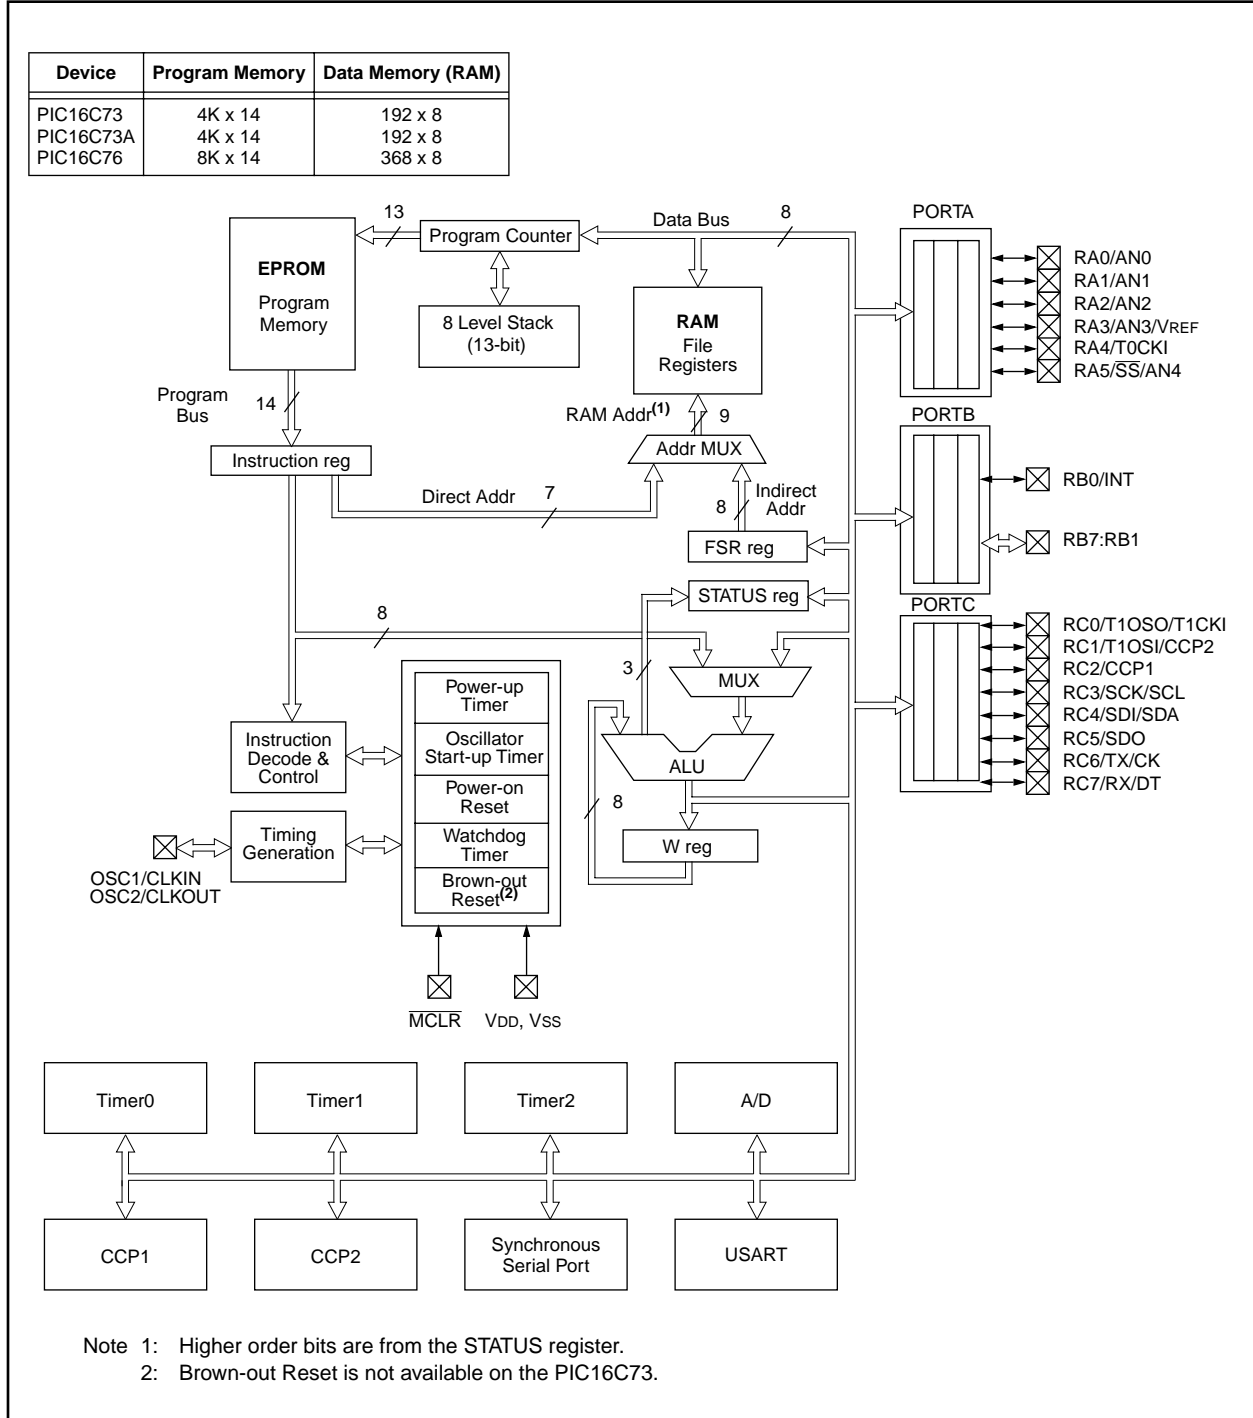 Device Program Memory Data Memory (RAM)
PIC16C73 4K x 14 192 x 8
PIC16C73A 4K x 14 192 x 8
PIC16C76 8K x 14 368 x 8
EPROM
Program
Memory
13
Program Counter
8 Level Stack
(13-bit)
Data Bus
8
RAM
File
Registers
RAM Addr(1)
9
Addr MUX
Program
Bus
14
Instruction reg
Direct Addr
7
8
Indirect
Addr
FSR reg
STATUS reg
8
3
MUX
ALU
8
W reg
Power-up
Timer
Oscillator
Start-up Timer
Power-on
Reset
Watchdog
Timer
Brown-out
Reset(2)
Instruction
Decode &
Control
Timing
Generation
OSC1/CLKIN
OSC2/CLKOUT
MCLR
VDD, VSS
PORTA
RA0/AN0
RA1/AN1
RA2/AN2
RA3/AN3/VREF
RA4/T0CKI
RA5/SS/AN4
PORTB
RB0/INT
RB7:RB1
PORTC
RC0/T1OSO/T1CKI
RC1/T1OSI/CCP2
RC2/CCP1
RC3/SCK/SCL
RC4/SDI/SDA
RC5/SDO
RC6/TX/CK
RC7/RX/DT
Timer0
Timer1
Timer2
A/D
CCP1
CCP2
Synchronous
Serial Port
USART
Note 1: Higher order bits are from the STATUS register.
2: Brown-out Reset is not available on the PIC16C73.